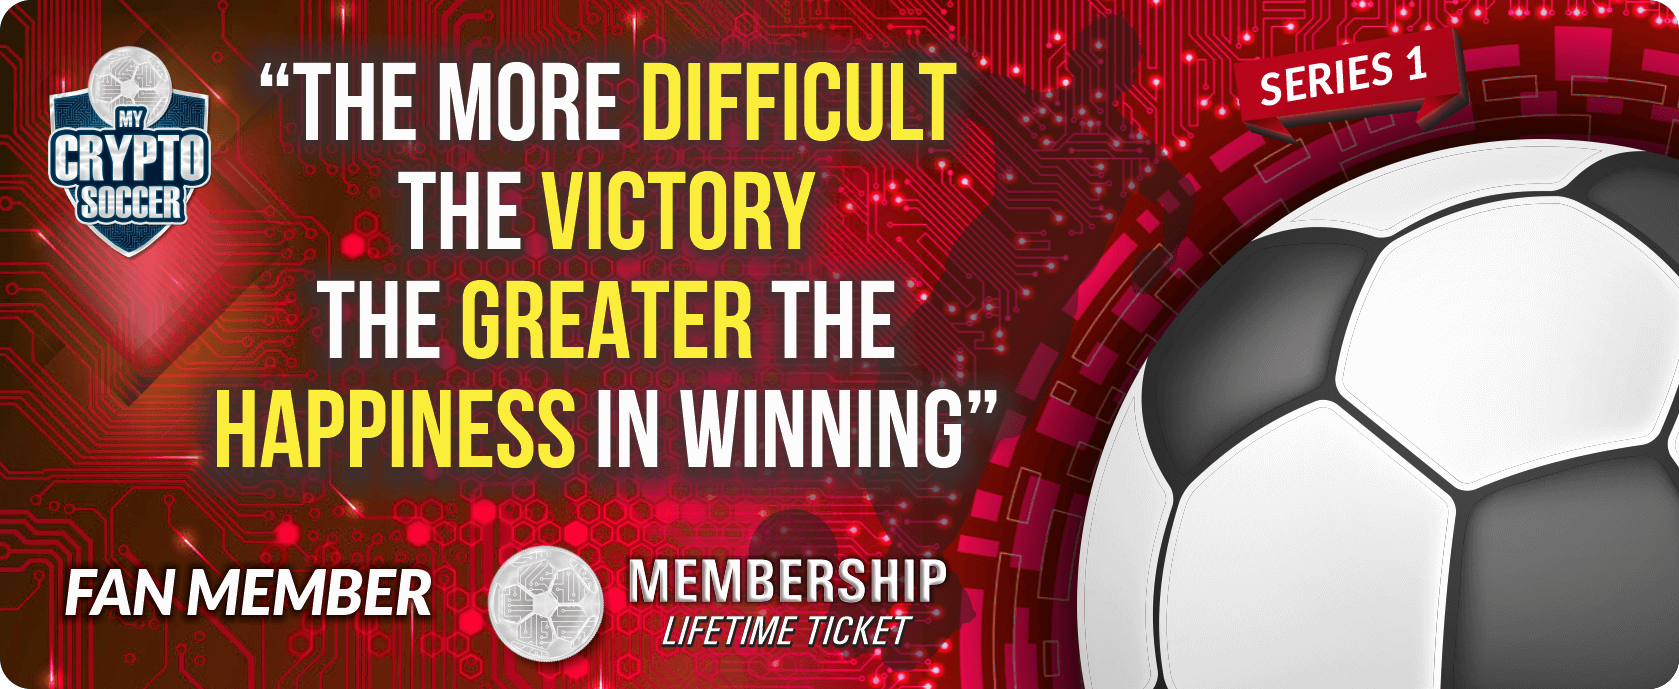 MY
CRYPTO
SOCCER
“THE MORE DIFFICULT
THE VICTORY
THE GREATER THE
HAPPINESS IN WINNING”
SERIES 1
FAN MEMBER
MEMBERSHIP
LIFETIME TICKET